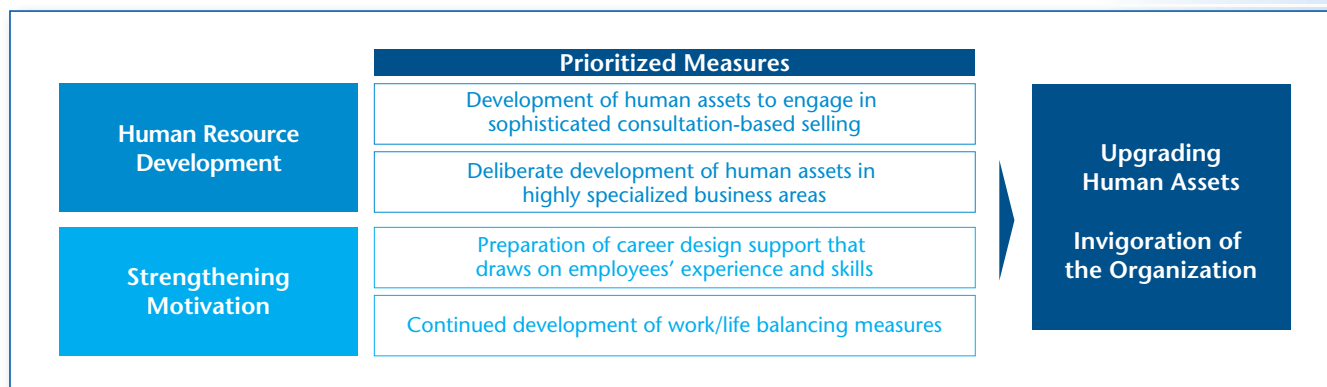 Prioritized Measures
Human Resource
Development
Development of human assets to engage in
sophisticated consultation-based selling
Deliberate development of human assets in
highly specialized business areas
Strengthening
Motivation
Preparation of career design support that
draws on employees’ experience and skills
Continued development of work/life balancing measures
Upgrading
Human Assets
Invigoration of
the Organization